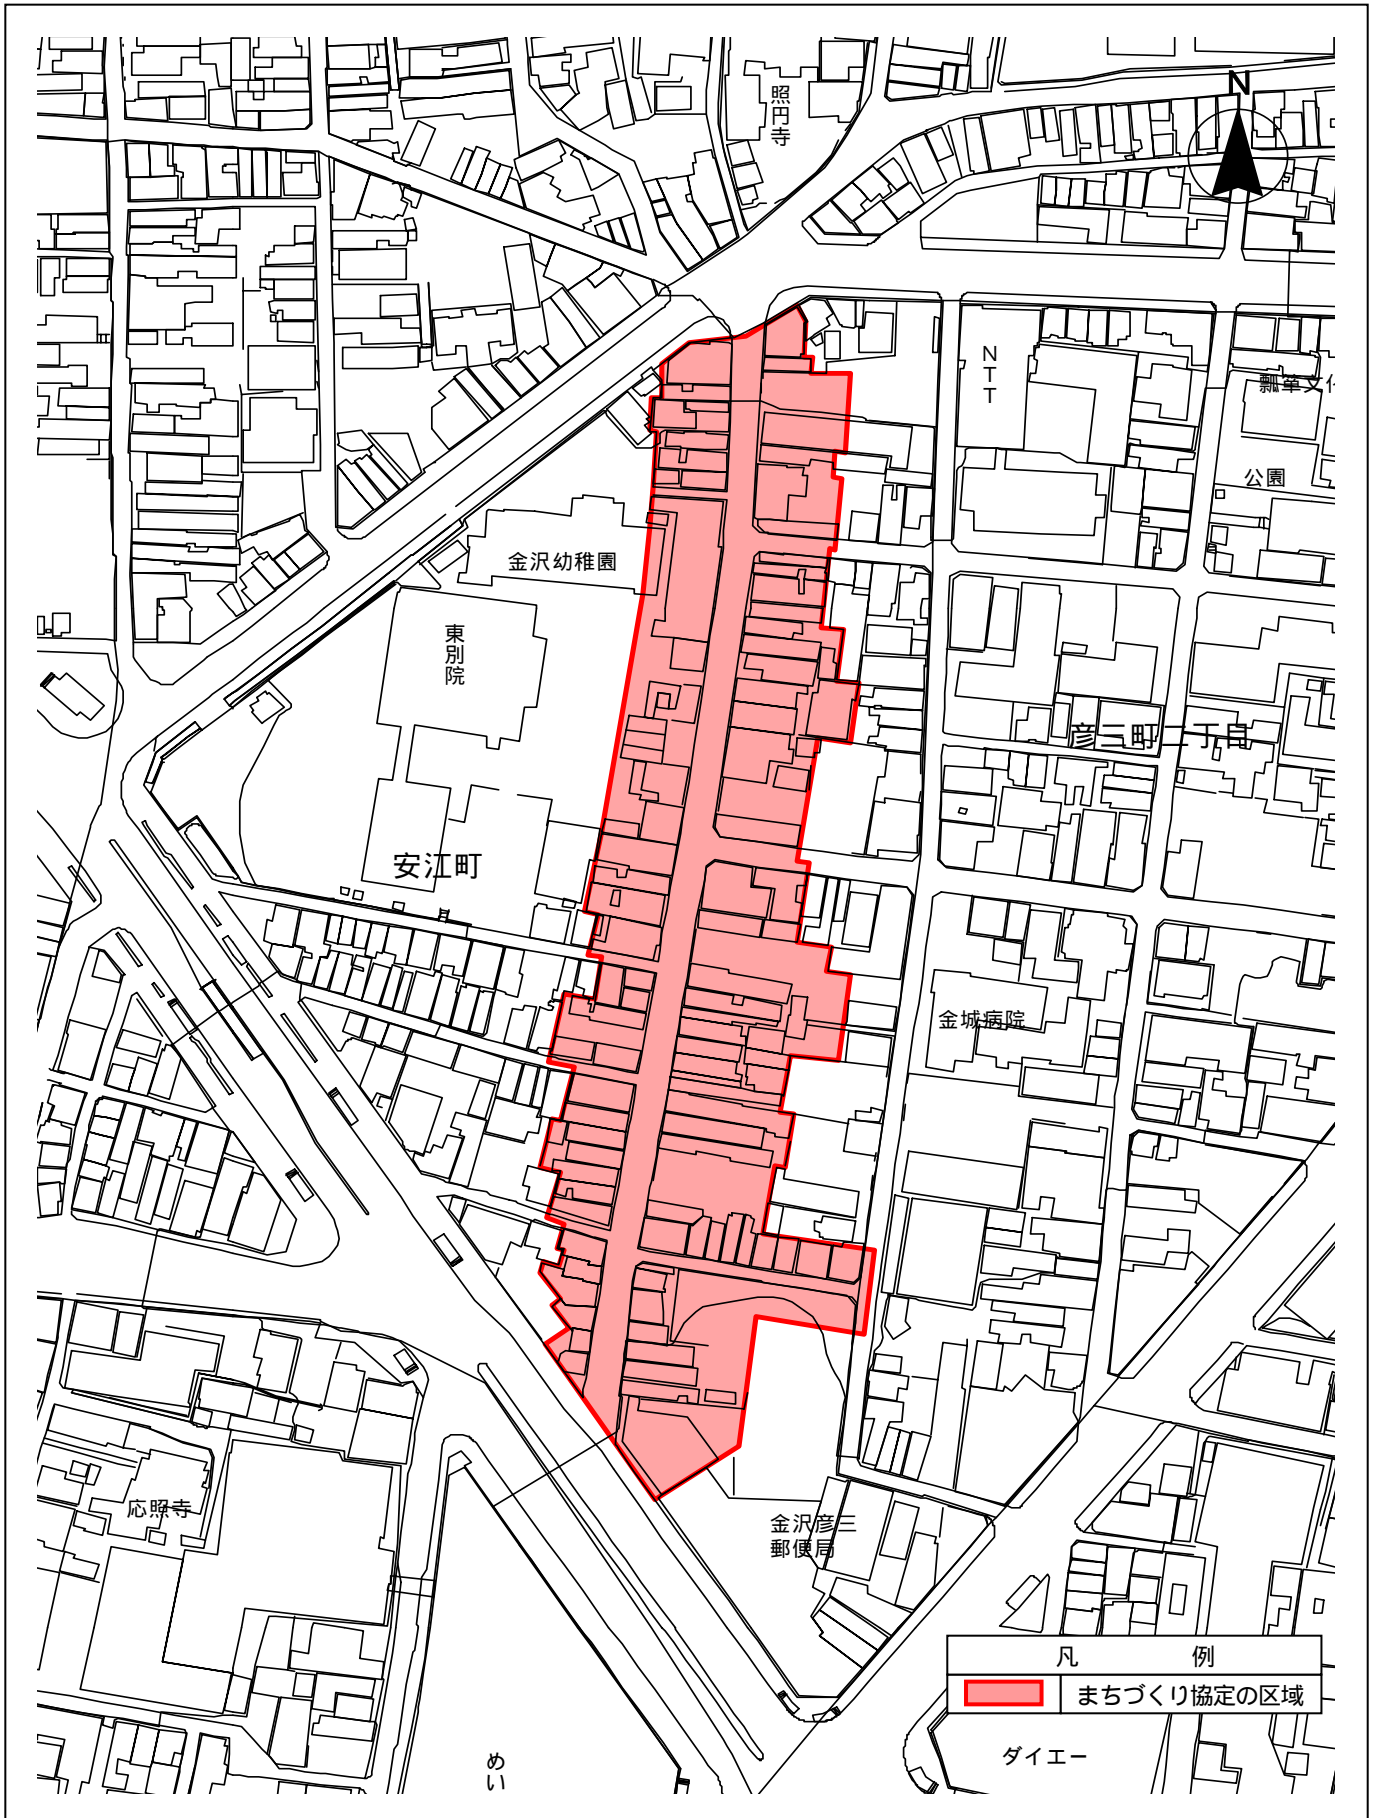 照円寺
N
NTT
瓢箪文化
公園
金沢幼稚園
東別院
彦三町二丁目
安江町
金城病院
応照寺
金沢彦三
郵便局
凡 例
まちづくり協定の区域
ダイエー
めい